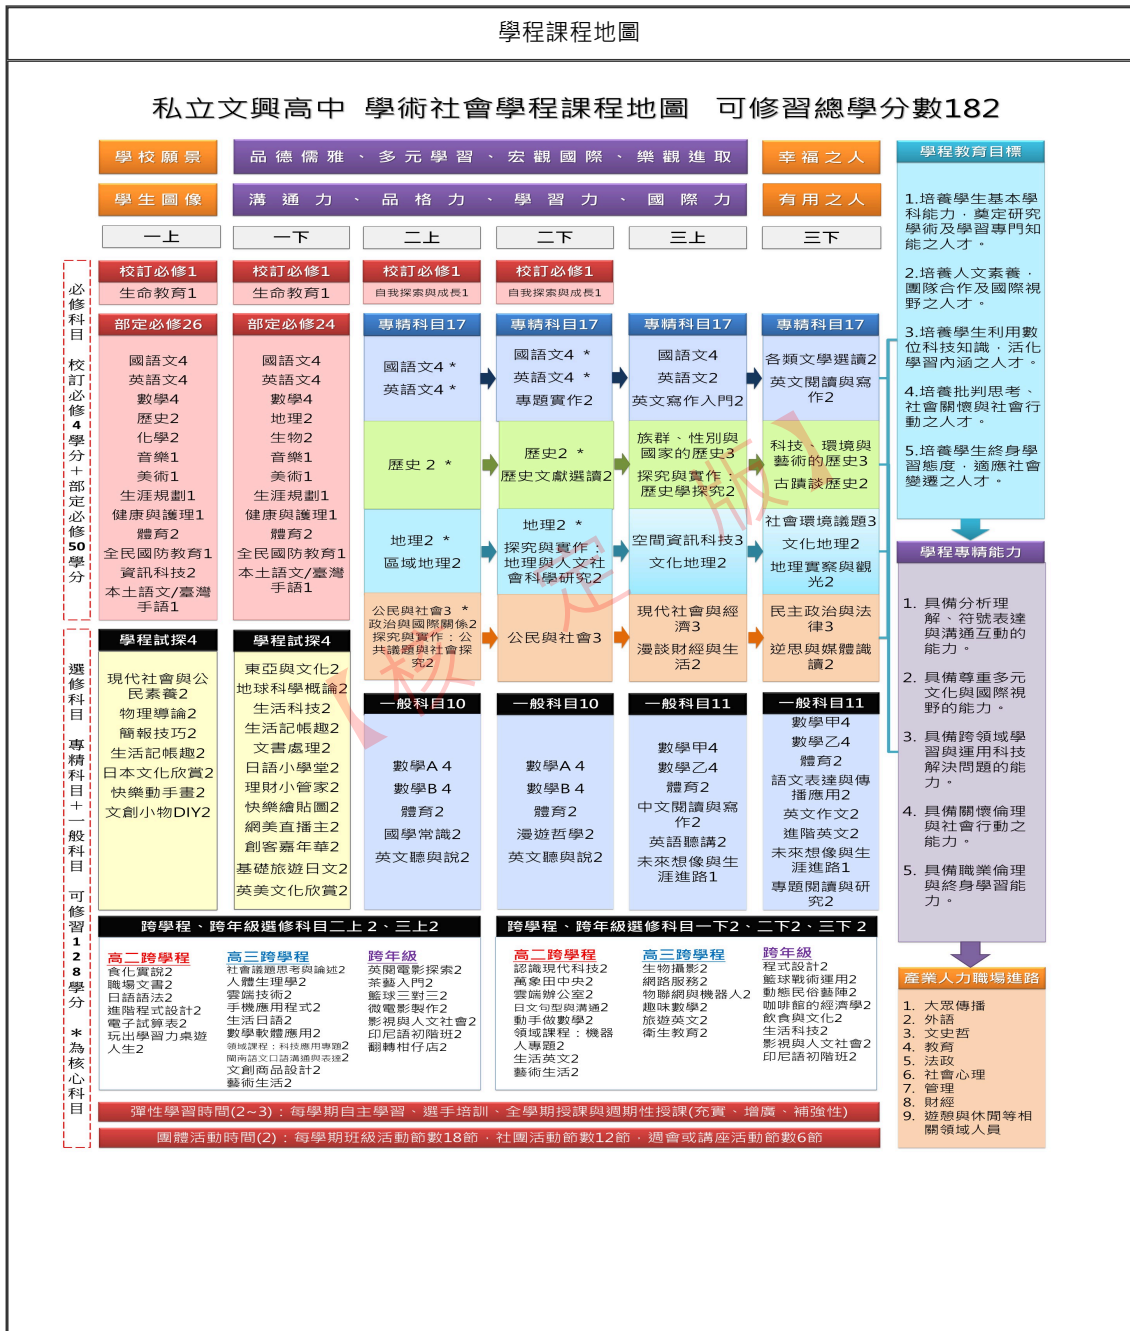 學程課程地圖
私立文興高中 學術社會學程課程地圖 可修習總學分數182
學校願景
品德儒雅、多元學習、宏觀國際、樂觀進取
幸福之人
學生圖像
溝通力、品格力、學習力、國際力
有用之人
一上
一下
二上
二下
三上
三下
必修科目 校訂必修4學分＋部定必修50學分
校訂必修1
生命教育1
校訂必修1
生命教育1
校訂必修1
自我探索與成長1
校訂必修1
自我探索與成長1
部定必修26
國語文4
英語文4
數學4
歷史2
化學2
音樂1
美術1
生涯規劃1
健康與護理1
體育2
全民國防教育1
資訊科技2
本土語文/臺灣
手語1
部定必修24
國語文4
英語文4
數學4
地理2
生物2
音樂1
美術1
生涯規劃1
健康與護理1
體育2
全民國防教育1
本土語文/臺灣
手語1
專精科目17
國語文4 *
英語文4 *
歷史 2 *
地理2 *
區域地理2
公民與社會3 *
政治與國際關係2
探究與實作：公
共議題與社會探
究2
專精科目17
國語文4 *
英語文4 *
專題實作2
歷史2 *
歷史文獻選讀2
地理2 *
探究與實作：
地理與人文社
會科學研究2
公民與社會3
專精科目17
國語文4
英語文2
英文寫作入門2
族群、性別與
國家的歷史3
探究與實作：
歷史學探究2
空間資訊科技3
文化地理2
現代社會與經
濟3
漫談財經與生
活2
專精科目17
各類文學選讀2
英文閱讀與寫
作2
科技、環境與
藝術的歷史3
古蹟談歷史2
社會環境議題3
文化地理2
地理實察與觀
光2
民主政治與法
律3
逆思與媒體識
讀2
選修科目 專精科目＋一般科目 可修習128學分 *為核心科目
學程試探4
現代社會與公
民素養2
物理導論2
簡報技巧2
生活記帳趣2
日本文化欣賞2
快樂動手畫2
文創小物DIY2
學程試探4
東亞與文化2
地球科學概論2
生活科技2
生活記帳趣2
文書處理2
日語小學堂2
理財小管家2
快樂繪貼圖2
網美直播主2
創客嘉年華2
基礎旅遊日文2
英美文化欣賞2
一般科目10
數學A 4
數學B 4
體育2
國學常識2
英文聽與說2
一般科目10
數學A 4
數學B 4
體育2
漫遊哲學2
英文聽與說2
一般科目11
數學甲4
數學乙4
體育2
中文閱讀與寫
作2
英語聽講2
未來想像與生
涯進路1
一般科目11
數學甲4
數學乙4
體育2
語文表達與傳
播應用2
英文作文2
進階英文2
未來想像與生
涯進路1
專題閱讀與研
究2
跨學程、跨年級選修科目二上 2、三上2
高二跨學程
食化實說2
職場文書2
日語語法2
進階程式設計2
電子試算表2
玩出學習力桌遊
人生2
高三跨學程
社會議題思考與論述2
人體生理學2
雲端技術2
手機應用程式2
生活日語2
數學軟體應用2
領域課程：科技應用專題2
閩南語文口語溝通與表達2
文創商品設計2
藝術生活2
跨年級
英閱電影探索2
茶藝入門2
籃球三對三2
微電影製作2
影視與人文社會2
印尼語初階班2
翻轉柑仔店2
跨學程、跨年級選修科目一下2、二下2、三下 2
高二跨學程
認識現代科技2
萬象田中央2
雲端辦公室2
日文句型與溝通2
動手做數學2
領域課程：機器
人專題2
生活英文2
藝術生活2
高三跨學程
生物攝影2
網路服務2
物聯網與機器人2
趣味數學2
旅遊英文2
衛生教育2
跨年級
程式設計2
籃球戰術運用2
動態民俗藝陣2
咖啡館的經濟學2
飲食與文化2
生活科技2
影視與人文社會2
印尼語初階班2
彈性學習時間(2~3)：每學期自主學習、選手培訓、全學期授課與週期性授課(充實、增廣、補強性)
團體活動時間(2)：每學期班級活動節數18節，社團活動節數12節，週會或講座活動節數6節
學程教育目標
1.培養學生基本學
科能力，奠定研究
學術及學習專門知
能之人才。
2.培養人文素養，
團隊合作及國際視
野之人才。
3.培養學生利用數
位科技知識，活化
學習內涵之人才。
4.培養批判思考、
社會關懷與社會行
動之人才。
5.培養學生終身學
習態度，適應社會
變遷之人才。
學程專精能力
1. 具備分析理
解、符號表達
與溝通互動的
能力。
2. 具備尊重多元
文化與國際視
野的能力。
3. 具備跨領域學
習與運用科技
解決問題的能
力。
4. 具備關懷倫理
與社會行動之
能力。
5. 具備職業倫理
與終身學習能
力。
產業人力職場進路
1. 大眾傳播
2. 外語
3. 文史哲
4. 教育
5. 法政
6. 社會心理
7. 管理
8. 財經
9. 遊憩與休閒等相
關領域人員
【核定版】